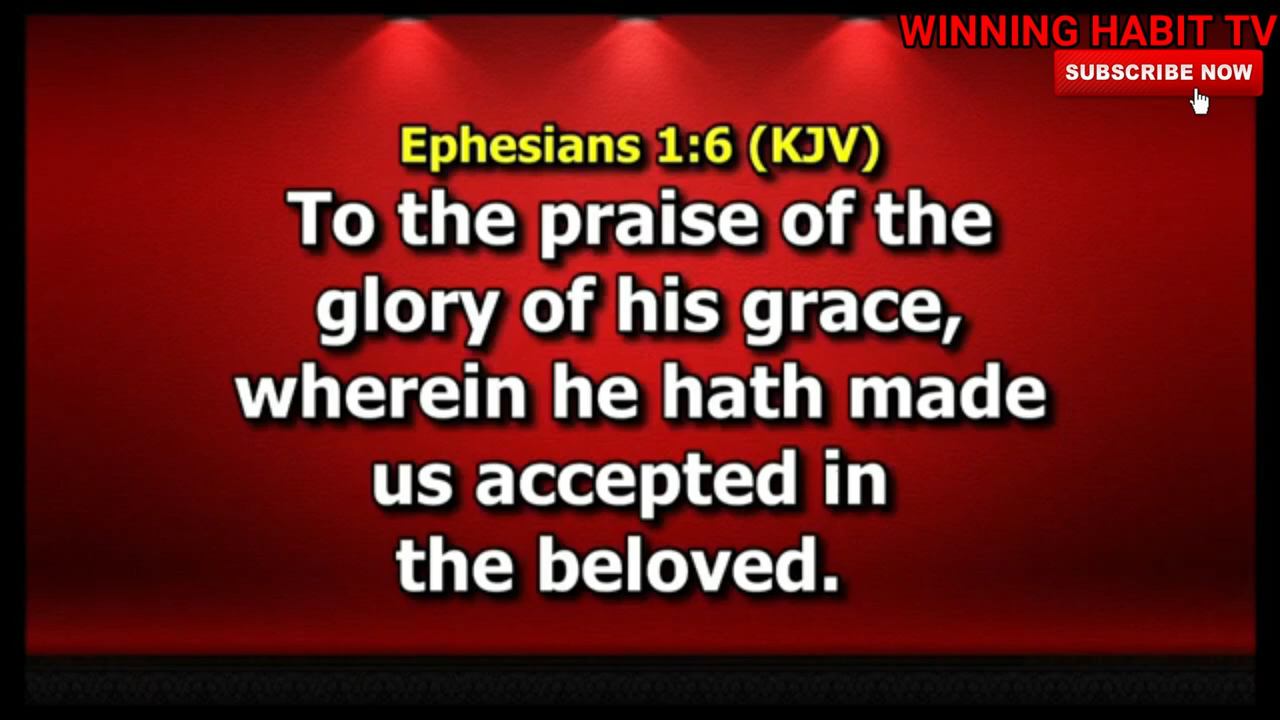 WINNING HABIT TV
SUBSCRIBE NOW
Ephesians 1:6 (KJV)
To the praise of the
glory of his grace,
wherein he hath made
us accepted in
the beloved.